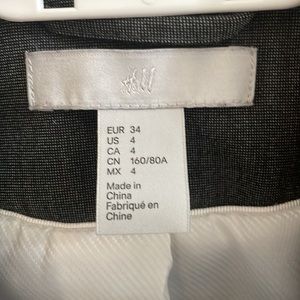 H&M
EUR 34
US 4
CA 4
CN 160/80A
MX 4
Made in
China
Fabriqué en
Chine